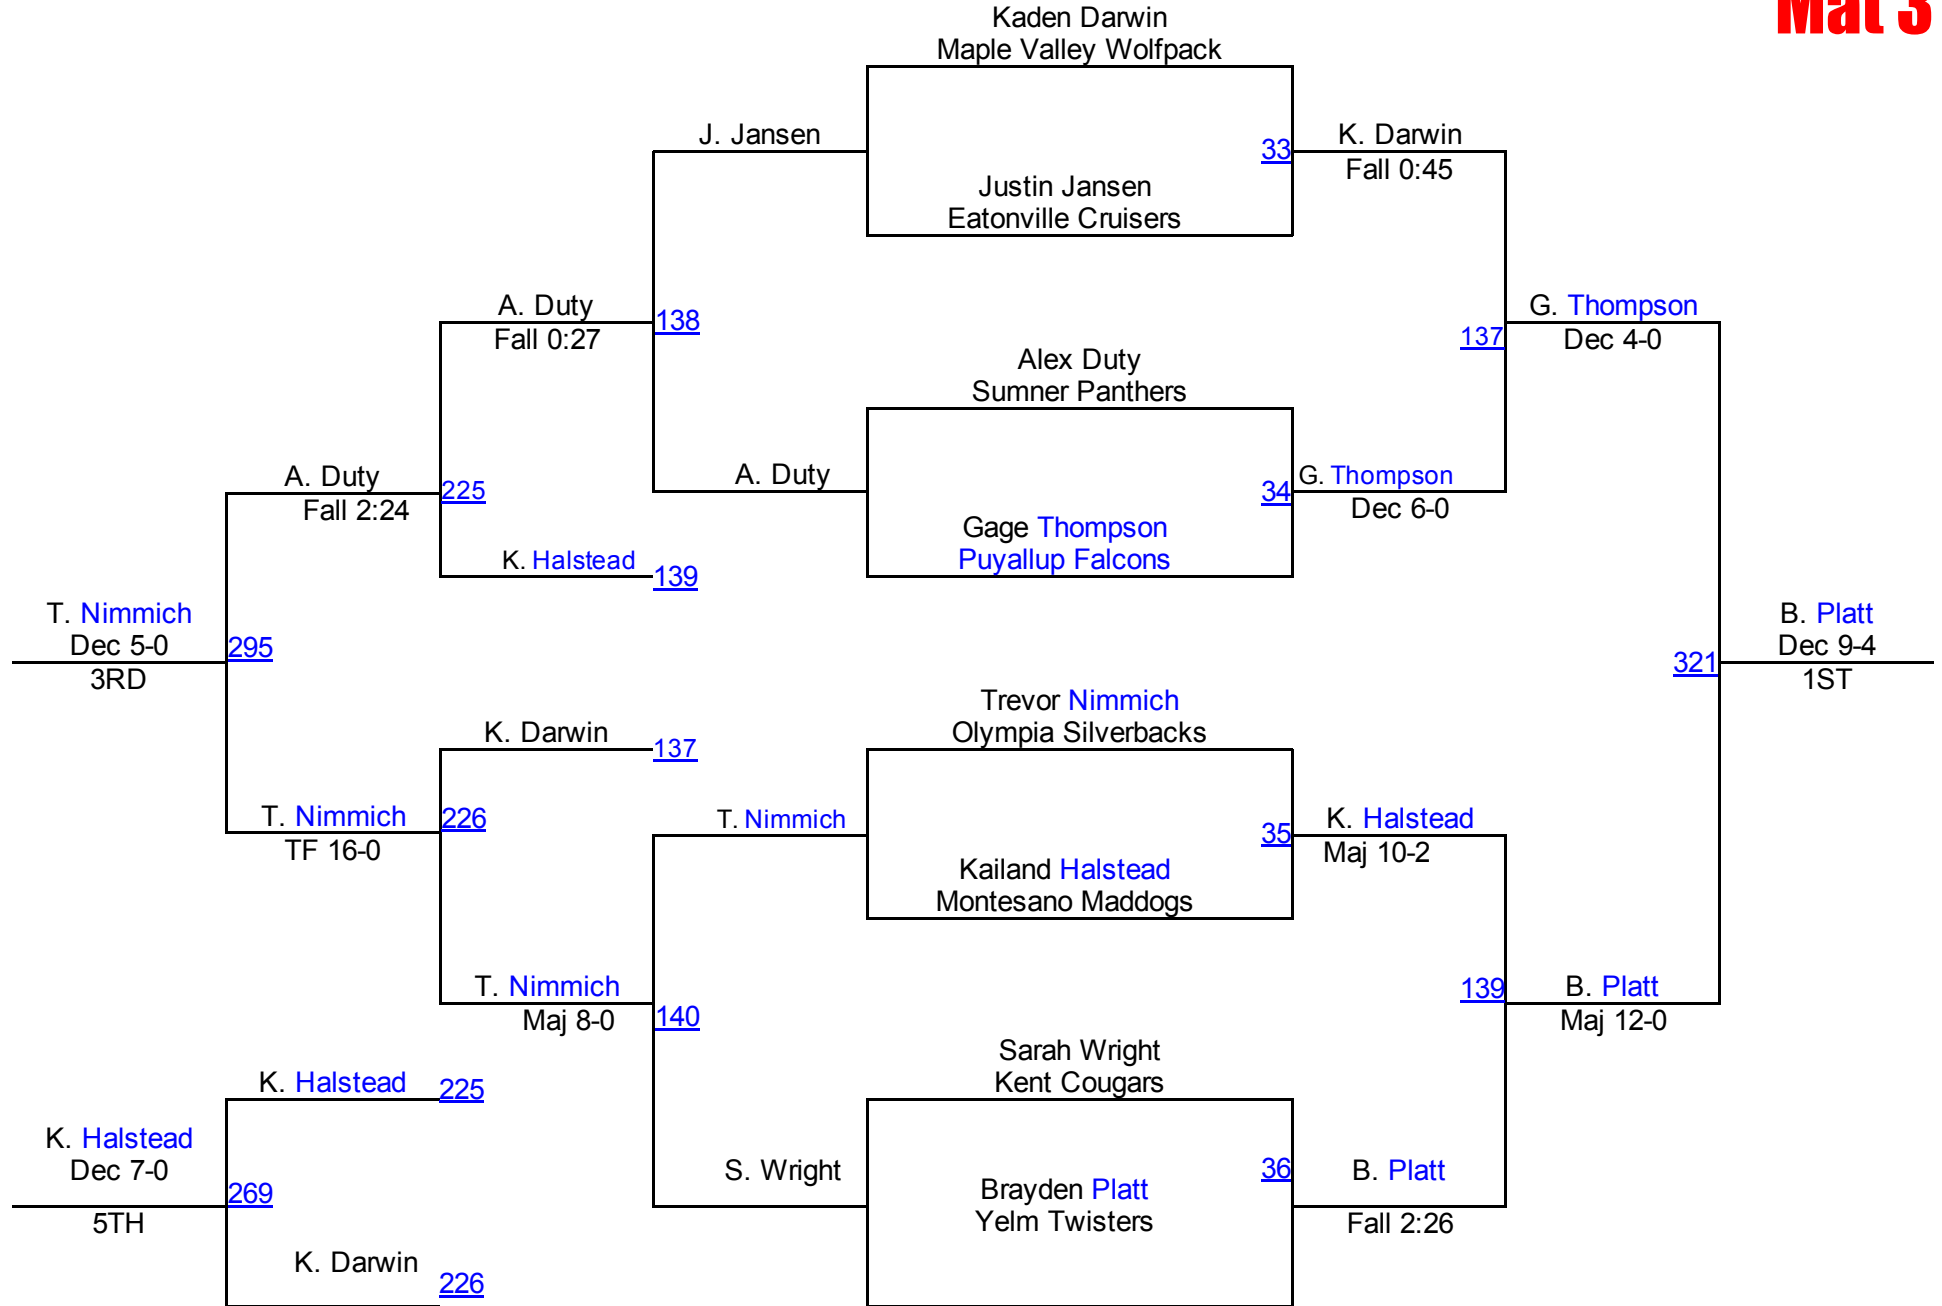 Mat 3
Kaden Darwin
Maple Valley Wolfpack
J. Jansen
33
K. Darwin
Fall 0:45
Justin Jansen
Eatonville Cruisers
A. Duty
Fall 0:27
138
G. Thompson
Dec 4-0
137
Alex Duty
Sumner Panthers
A. Duty
Fall 2:24
225
A. Duty
34
G. Thompson
Dec 6-0
Gage Thompson
Puyallup Falcons
K. Halstead
139
T. Nimmich
Dec 5-0
3RD
295
B. Platt
Dec 9-4
1ST
321
Trevor Nimmich
Olympia Silverbacks
K. Darwin
137
T. Nimmich
TF 16-0
226
T. Nimmich
35
K. Halstead
Maj 10-2
Kailand Halstead
Montesano Maddogs
T. Nimmich
Maj 8-0
140
139
B. Platt
Maj 12-0
Sarah Wright
Kent Cougars
K. Halstead
225
K. Halstead
Dec 7-0
5TH
269
S. Wright
36
B. Platt
Fall 2:26
Brayden Platt
Yelm Twisters
K. Darwin
226